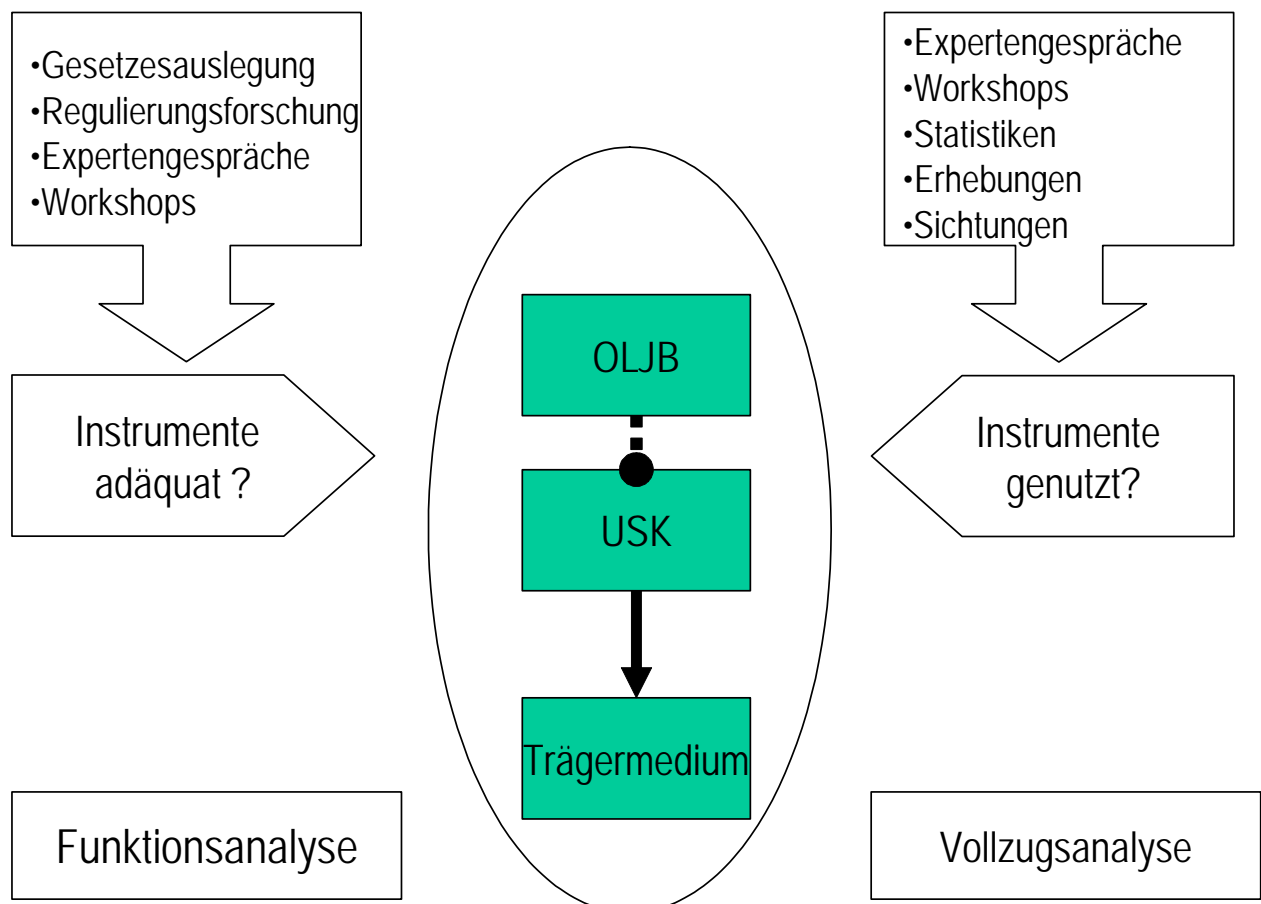 •Gesetzesauslegung
•Regulierungsforschung
•Expertengespräche
•Workshops
•Expertengespräche
•Workshops
•Statistiken
•Erhebungen
•Sichtungen
Instrumente
adäquat ?
OLJB
USK
Trägermedium
Instrumente
genutzt?
Funktionsanalyse
Vollzugsanalyse